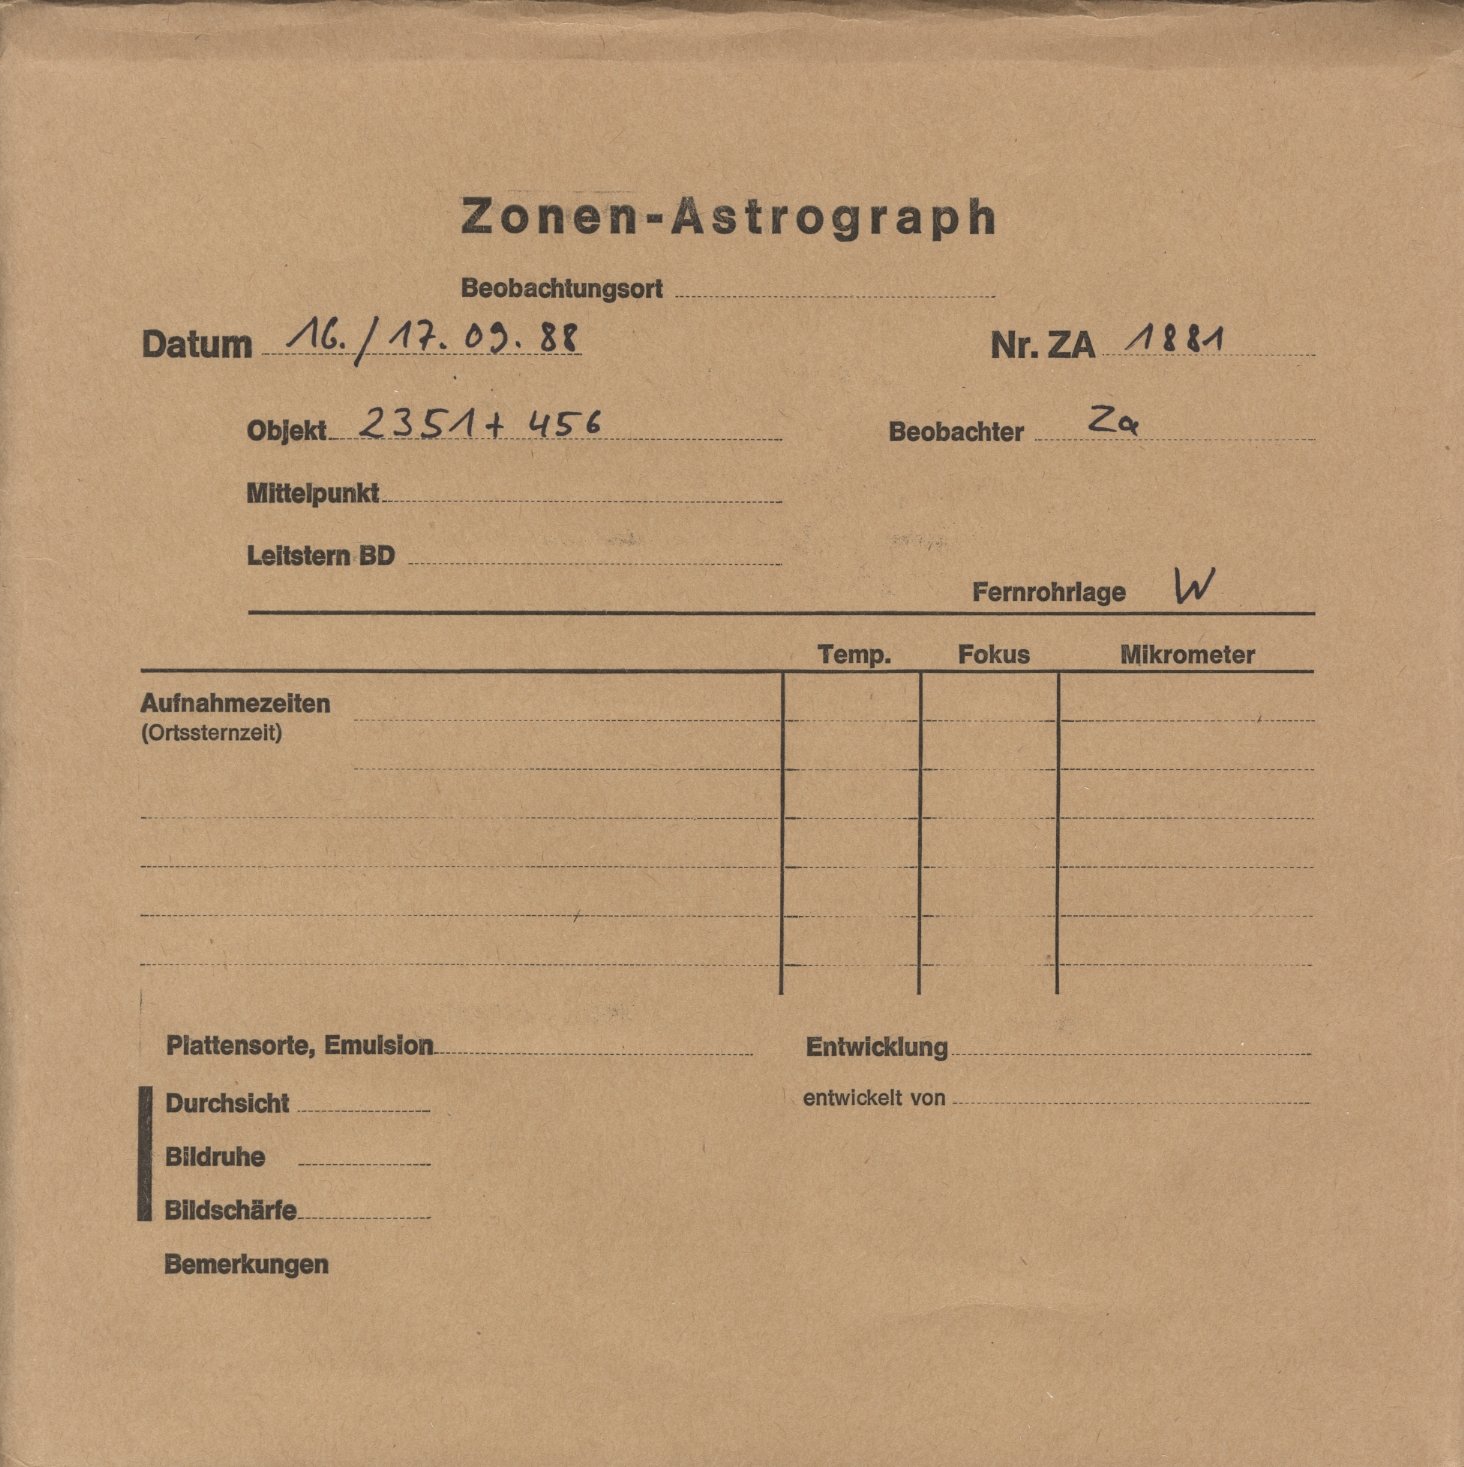 Zonen-Astrograph
Beobachtungsort
Datum 16./17.09.88 Nr. ZA 1881
Objekt 2351+456 Beobachter Za
Mittelpunkt
Leitstern BD
Fernrohrlage W
Temp. Fokus Mikrometer
Aufnahmezeiten
(Ortssternzeit)
Plattensorte, Emulsion Entwicklung
Durchsicht entwickelt von
Bildruhe
Bildschärfe
Bemerkungen